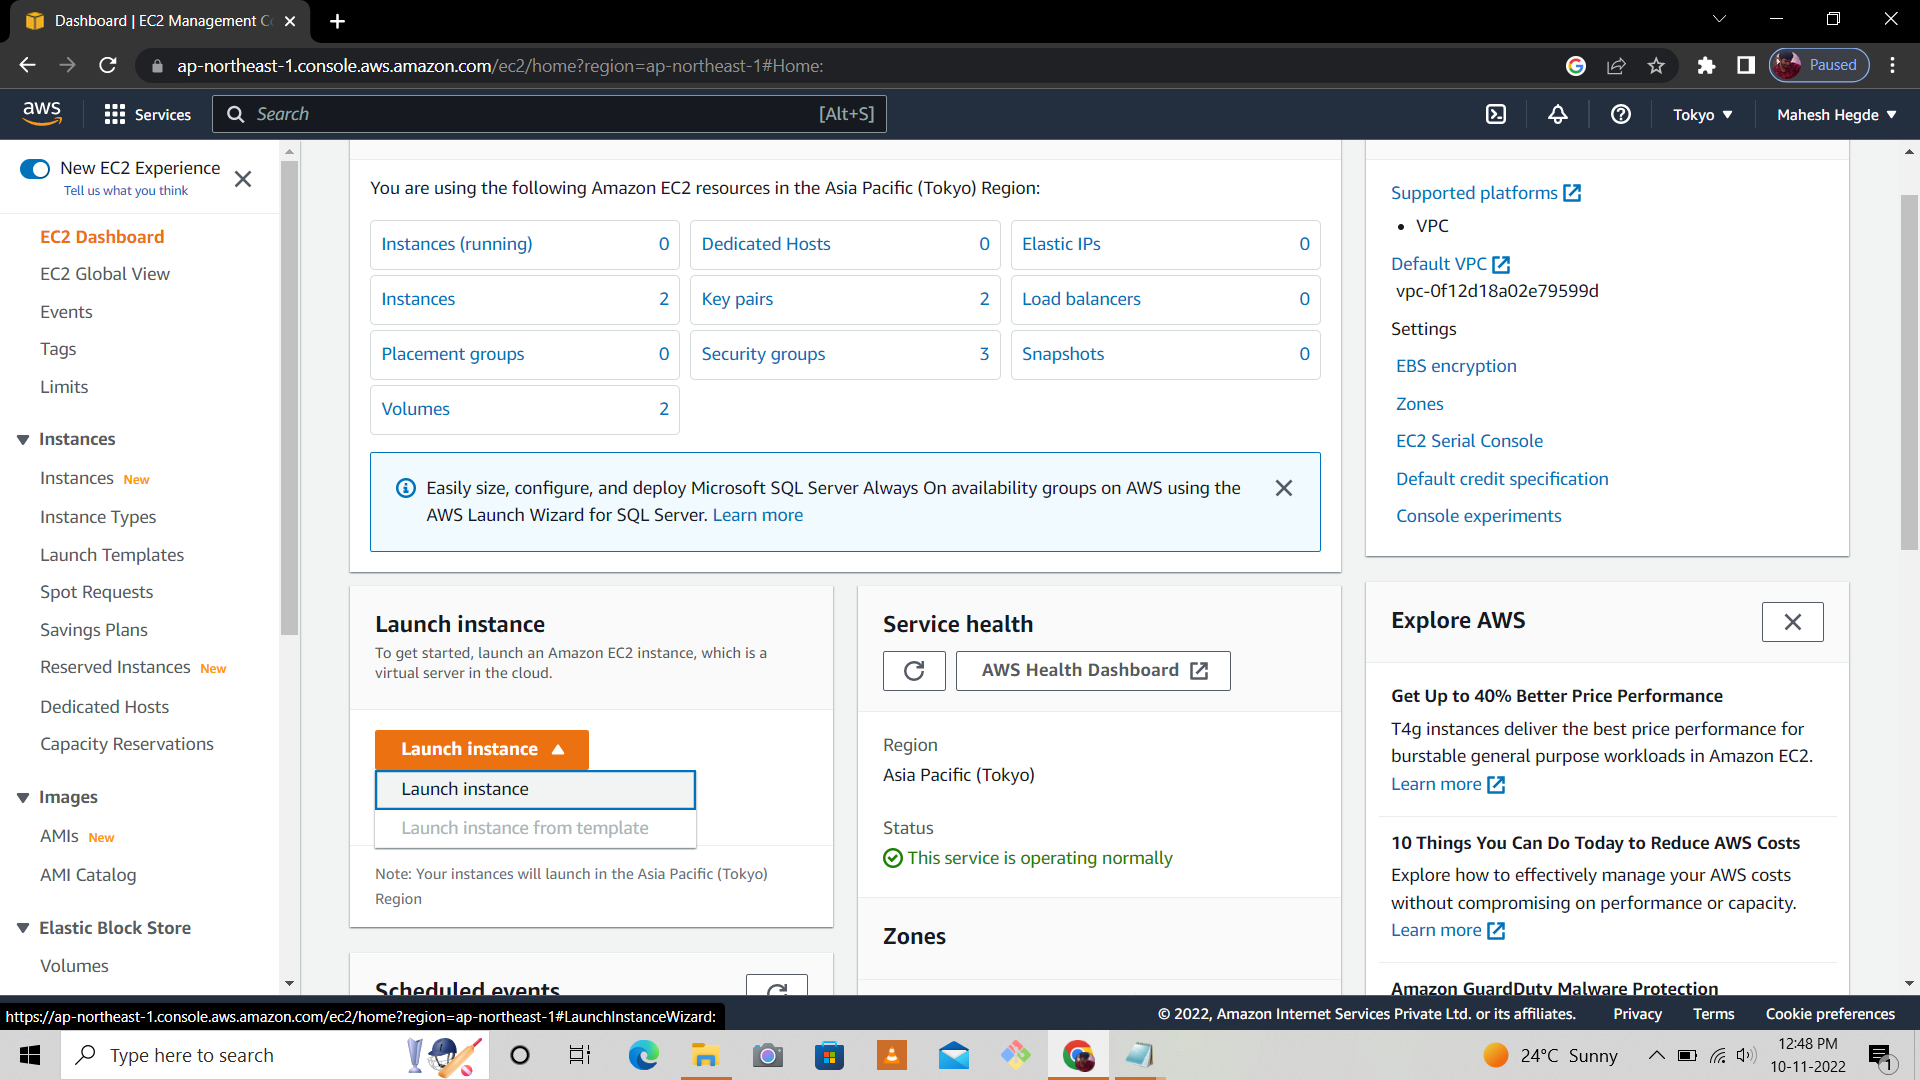 Dashboard | EC2 Management Co
ap-northeast-1.console.aws.amazon.com/ec2/home?region=ap-northeast-1#Home:
Paused
aws
Services
Search
[Alt+S]
Tokyo ▼
Mahesh Hegde ▼
New EC2 Experience
Tell us what you think
EC2 Dashboard
EC2 Global View
Events
Tags
Limits
Instances
Instances New
Instance Types
Launch Templates
Spot Requests
Savings Plans
Reserved Instances New
Dedicated Hosts
Capacity Reservations
Images
AMIs New
AMI Catalog
Elastic Block Store
Volumes
You are using the following Amazon EC2 resources in the Asia Pacific (Tokyo) Region:
Instances (running) 0
Dedicated Hosts 0
Elastic IPs 0
Instances 2
Key pairs 2
Load balancers 0
Placement groups 0
Security groups 3
Snapshots 0
Volumes 2
Easily size, configure, and deploy Microsoft SQL Server Always On availability groups on AWS using the
AWS Launch Wizard for SQL Server. Learn more
Launch instance
To get started, launch an Amazon EC2 instance, which is a
virtual server in the cloud.
Launch instance
Launch instance
Launch instance from template
Note: Your instances will launch in the Asia Pacific (Tokyo)
Region
Scheduled events
Service health
AWS Health Dashboard
Region
Asia Pacific (Tokyo)
Status
This service is operating normally
Zones
Supported platforms
• VPC
Default VPC
vpc-0f12d18a02e79599d
Settings
EBS encryption
Zones
EC2 Serial Console
Default credit specification
Console experiments
Explore AWS
Get Up to 40% Better Price Performance
T4g instances deliver the best price performance for
burstable general purpose workloads in Amazon EC2.
Learn more
10 Things You Can Do Today to Reduce AWS Costs
Explore how to effectively manage your AWS costs
without compromising on performance or capacity.
Learn more
Amazon GuardDuty Malware Protection
https://ap-northeast-1.console.aws.amazon.com/ec2/home?region=ap-northeast-1#LaunchInstanceWizard:
© 2022, Amazon Internet Services Private Ltd. or its affiliates.
Privacy
Terms
Cookie preferences
Type here to search
24°C Sunny
12:48 PM
10-11-2022
1